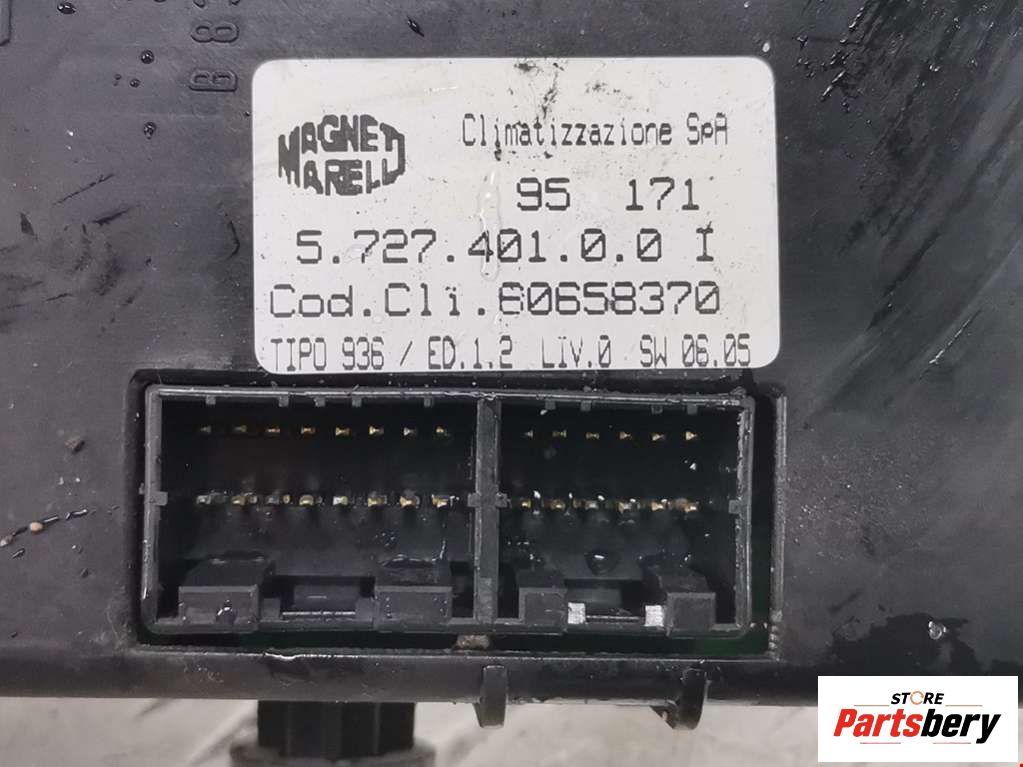 MAGNETI
MARELLI
Climatizzazione SpA
95 171
5.727.401.0.0 I
Cod.Cli.60658370
TIPO 936 / ED.1.2 LIV.0 SW 06.05
STORE
Partsbery